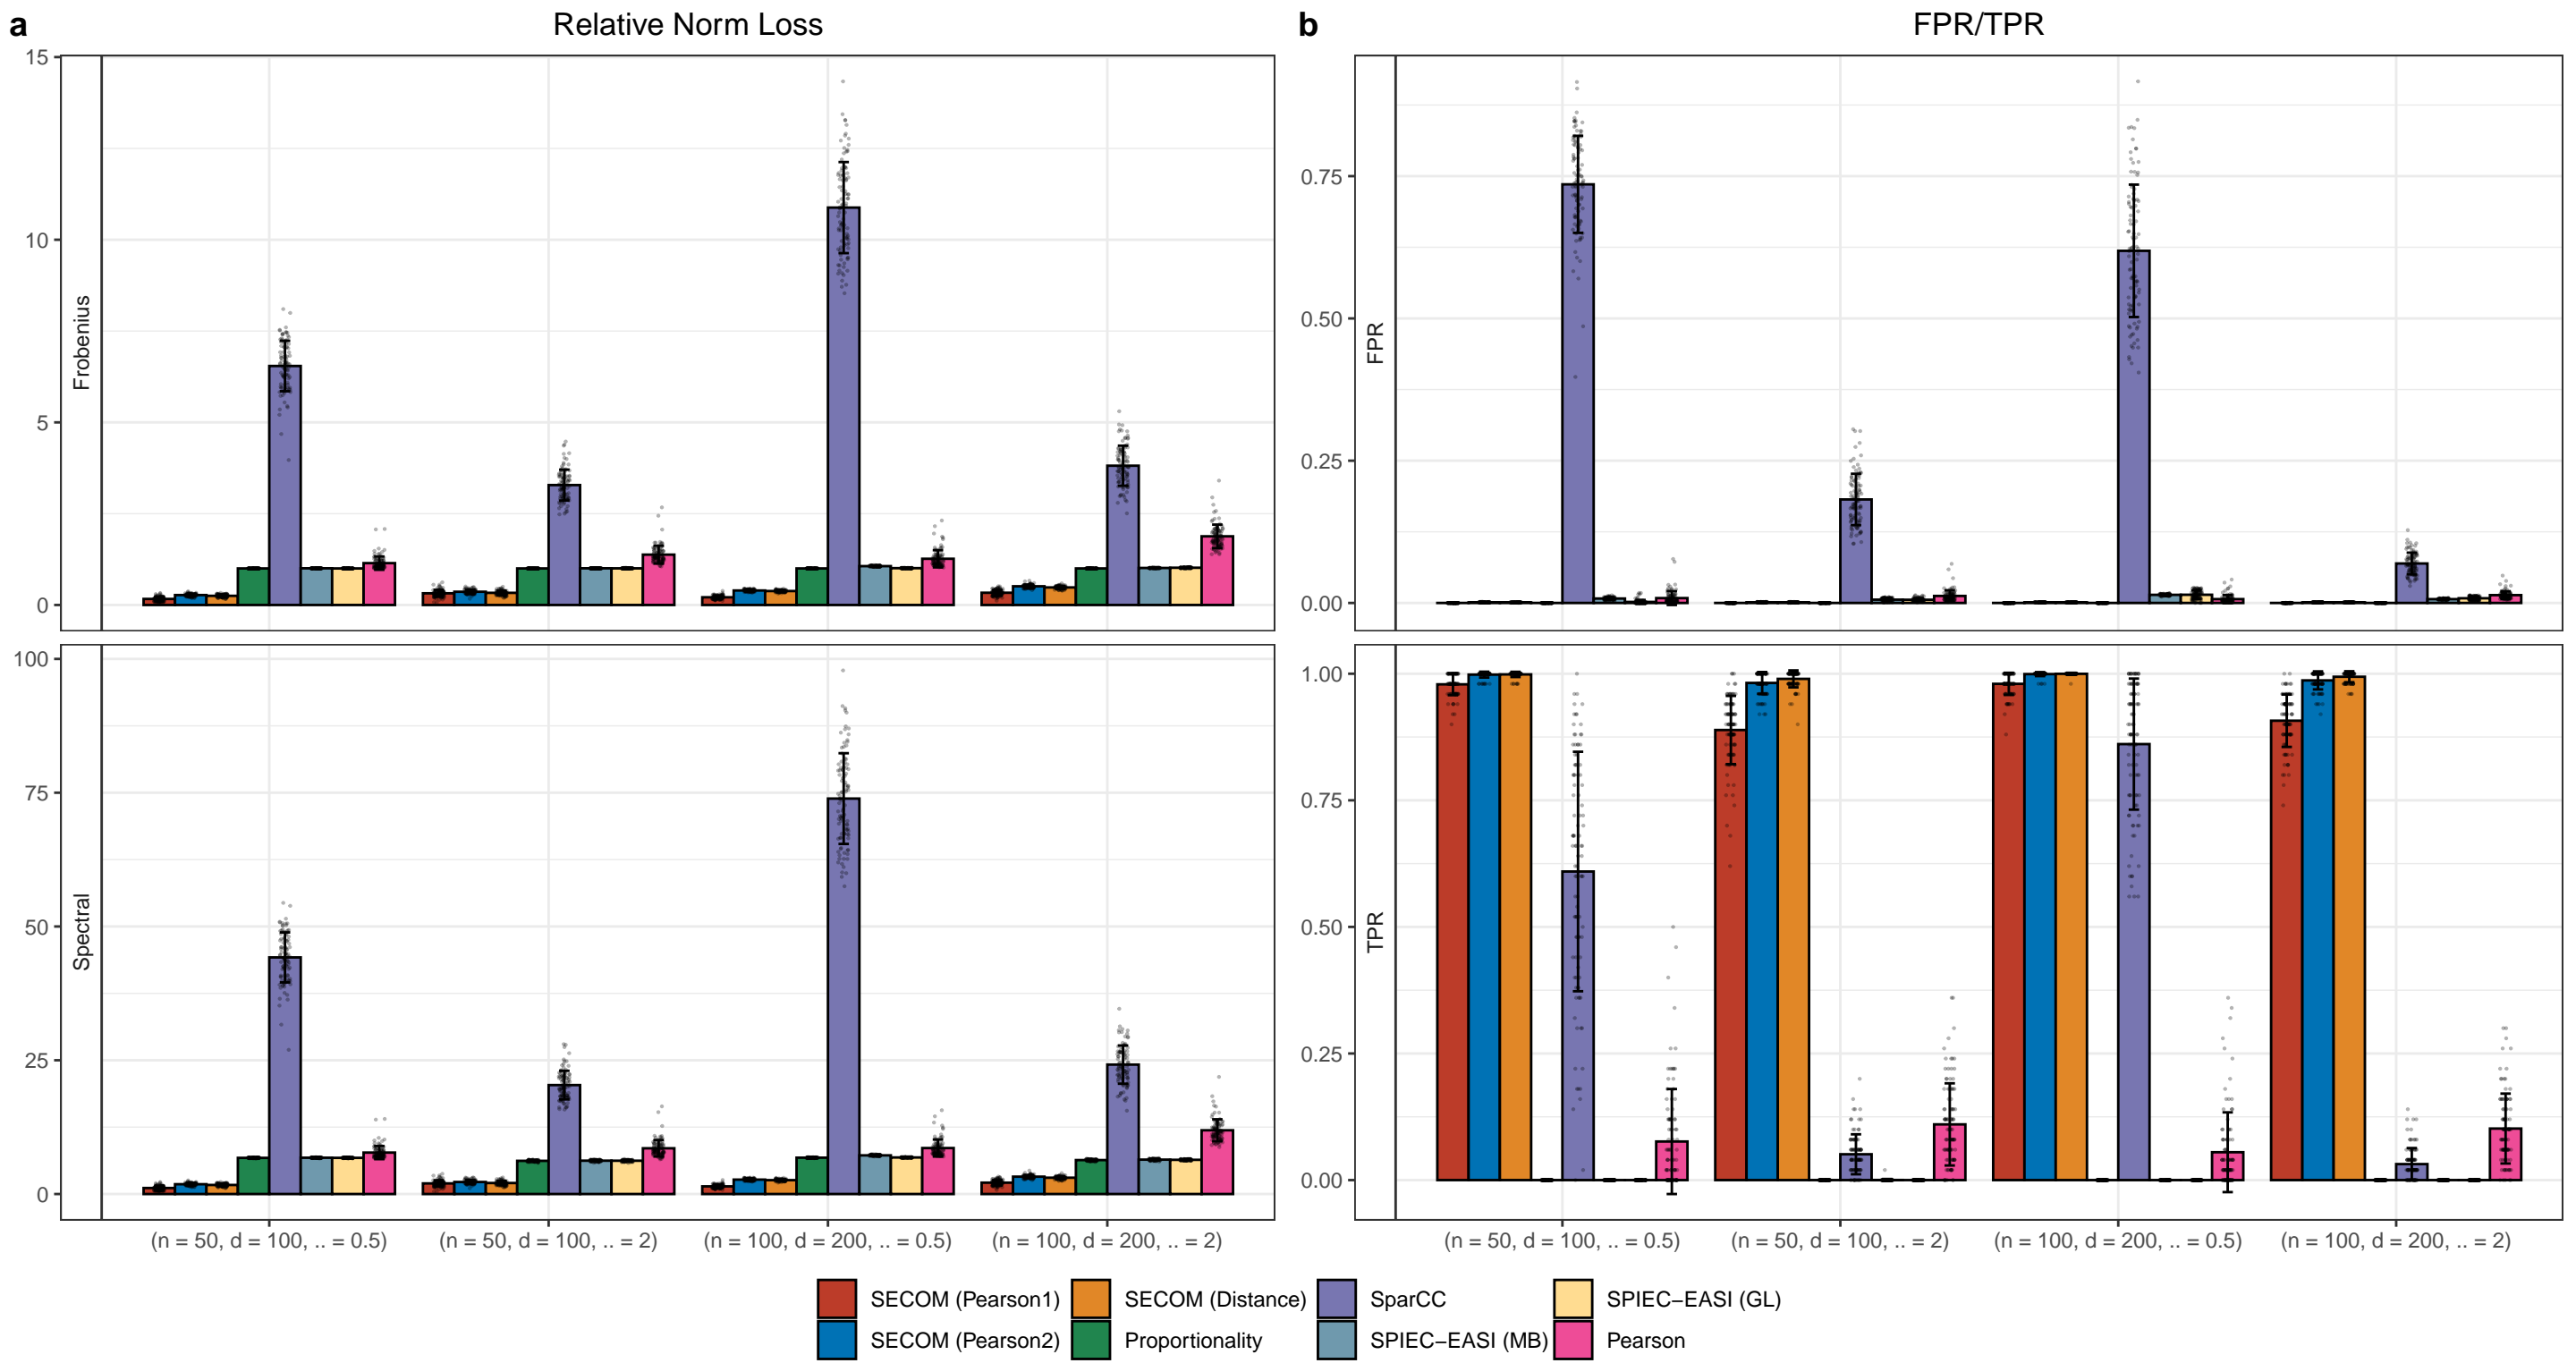 a
Relative Norm Loss
15
10
5
0
Frobenius
100
75
50
25
0
Spectral
(n = 50, d = 100, .. = 0.5)
(n = 50, d = 100, .. = 2)
(n = 100, d = 200, .. = 0.5)
(n = 100, d = 200, .. = 2)
b
FPR/TPR
0.75
0.50
0.25
0.00
FPR
1.00
0.75
0.50
0.25
0.00
TPR
(n = 50, d = 100, .. = 0.5)
(n = 50, d = 100, .. = 2)
(n = 100, d = 200, .. = 0.5)
(n = 100, d = 200, .. = 2)
SECOM (Pearson1)
SECOM (Pearson2)
SECOM (Distance)
Proportionality
SparCC
SPIEC−EASI (MB)
SPIEC−EASI (GL)
Pearson